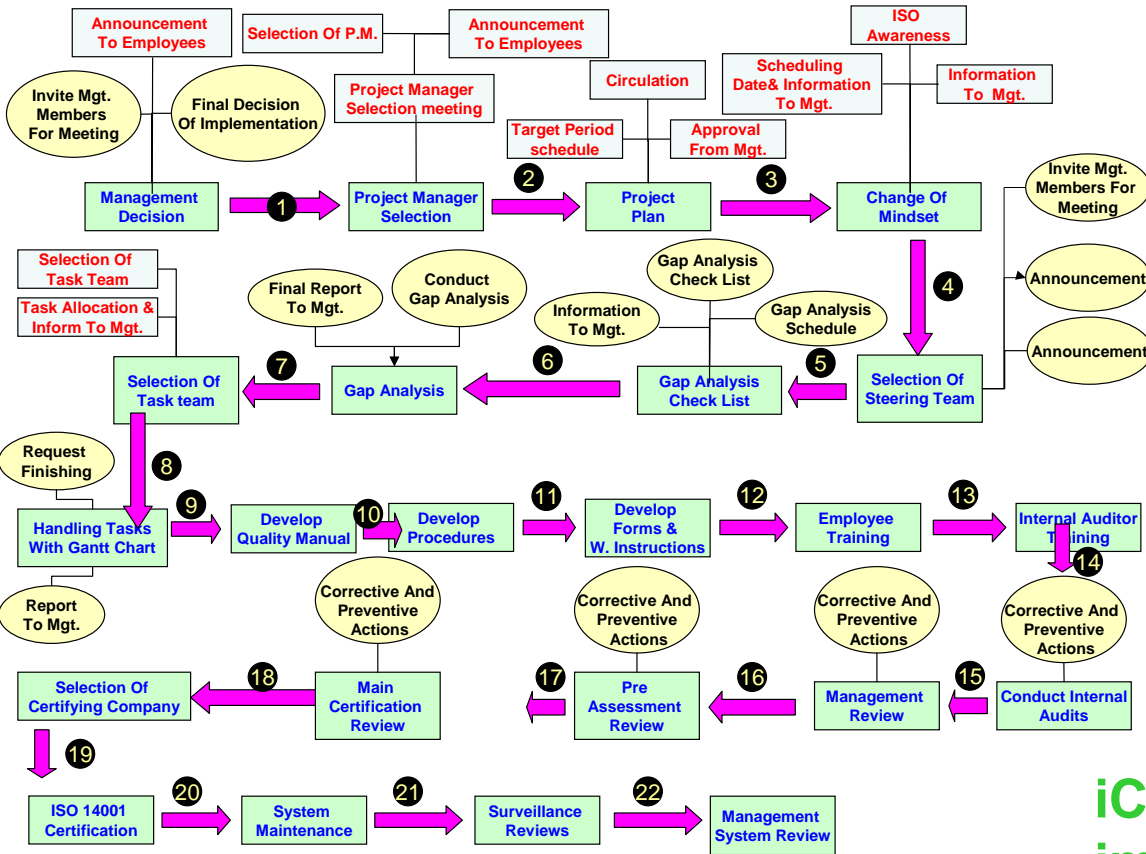 Announcement
To Employees
Selection Of P.M.
Announcement
To Employees
ISO
Awareness
Invite Mgt.
Members
For Meeting
Final Decision
Of Implementation
Project Manager
Selection meeting
Circulation
Scheduling
Date& Information
To Mgt.
Information
To Mgt.
Target Period
schedule
Approval
From Mgt.
Management
Decision
1
Project Manager
Selection
2
Project
Plan
3
Change Of
Mindset
Invite Mgt.
Members For
Meeting
Selection Of
Task Team
Task Allocation &
Inform To Mgt.
Final Report
To Mgt.
Conduct
Gap Analysis
Gap Analysis
Check List
Information
To Mgt.
Gap Analysis
Schedule
4
Announcement
Announcement
Selection Of
Task team
7
Gap Analysis
6
Gap Analysis
Check List
5
Selection Of
Steering Team
Request
Finishing
8
Handling Tasks
With Gantt Chart
9
Develop
Quality Manual
10
Develop
Procedures
11
Develop
Forms &
W. Instructions
12
Employee
Training
13
Internal Auditor
Training
14
Report
To Mgt.
Corrective And
Preventive
Actions
Corrective And
Preventive
Actions
Corrective And
Preventive
Actions
Corrective And
Preventive
Actions
Selection Of
Certifying Company
18
Main
Certification
Review
17
Pre
Assessment
Review
16
Management
Review
15
Conduct Internal
Audits
19
ISO 14001
Certification
20
System
Maintenance
21
Surveillance
Reviews
22
Management
System Review
iC